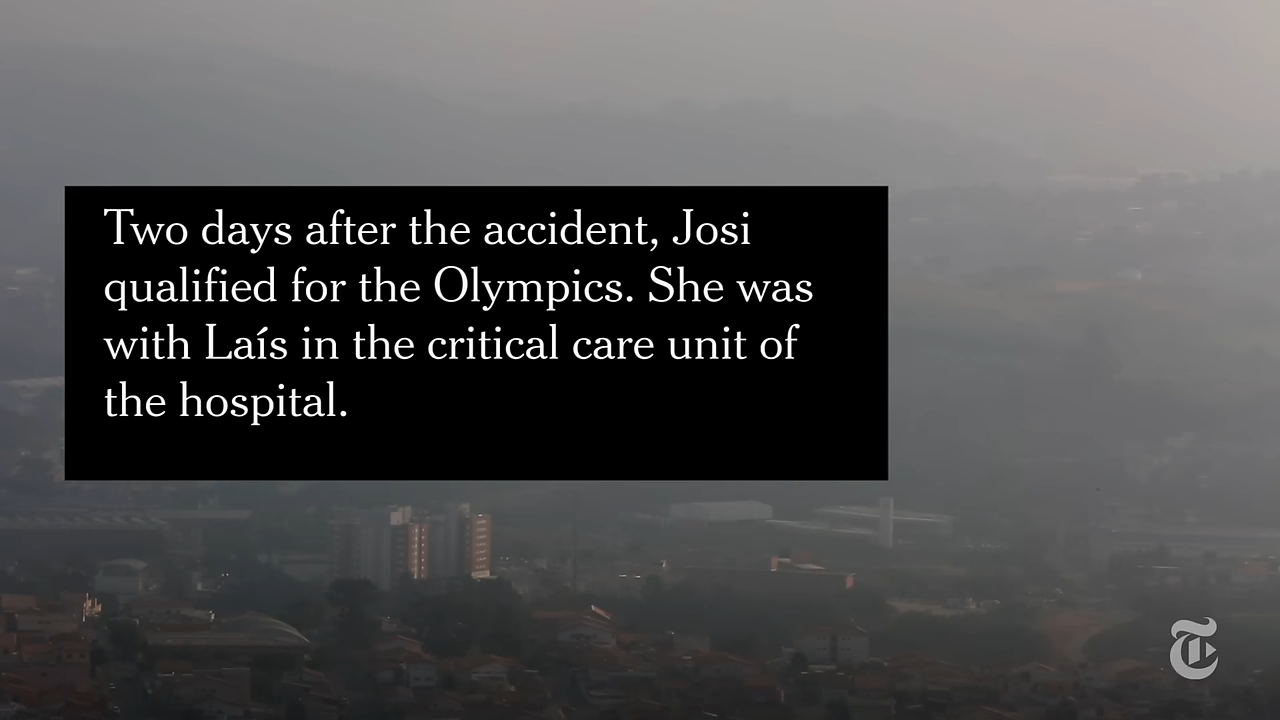 Two days after the accident, Josi
qualified for the Olympics. She was
with Laís in the critical care unit of
the hospital.